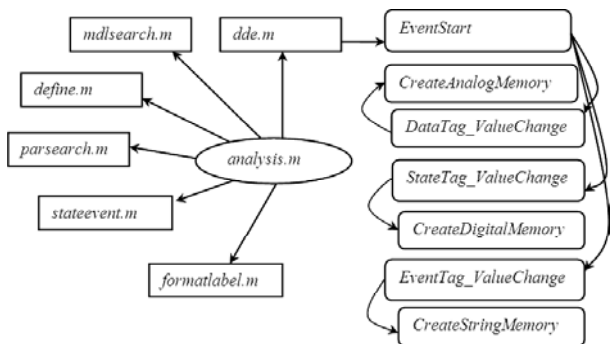 mdlsearch.m
dde.m
EventStart
define.m
CreateAnalogMemory
DataTag_ValueChange
parsearch.m
analysis.m
StateTag_ValueChange
stateevent.m
CreateDigitalMemory
formatlabel.m
EventTag_ValueChange
CreateStringMemory